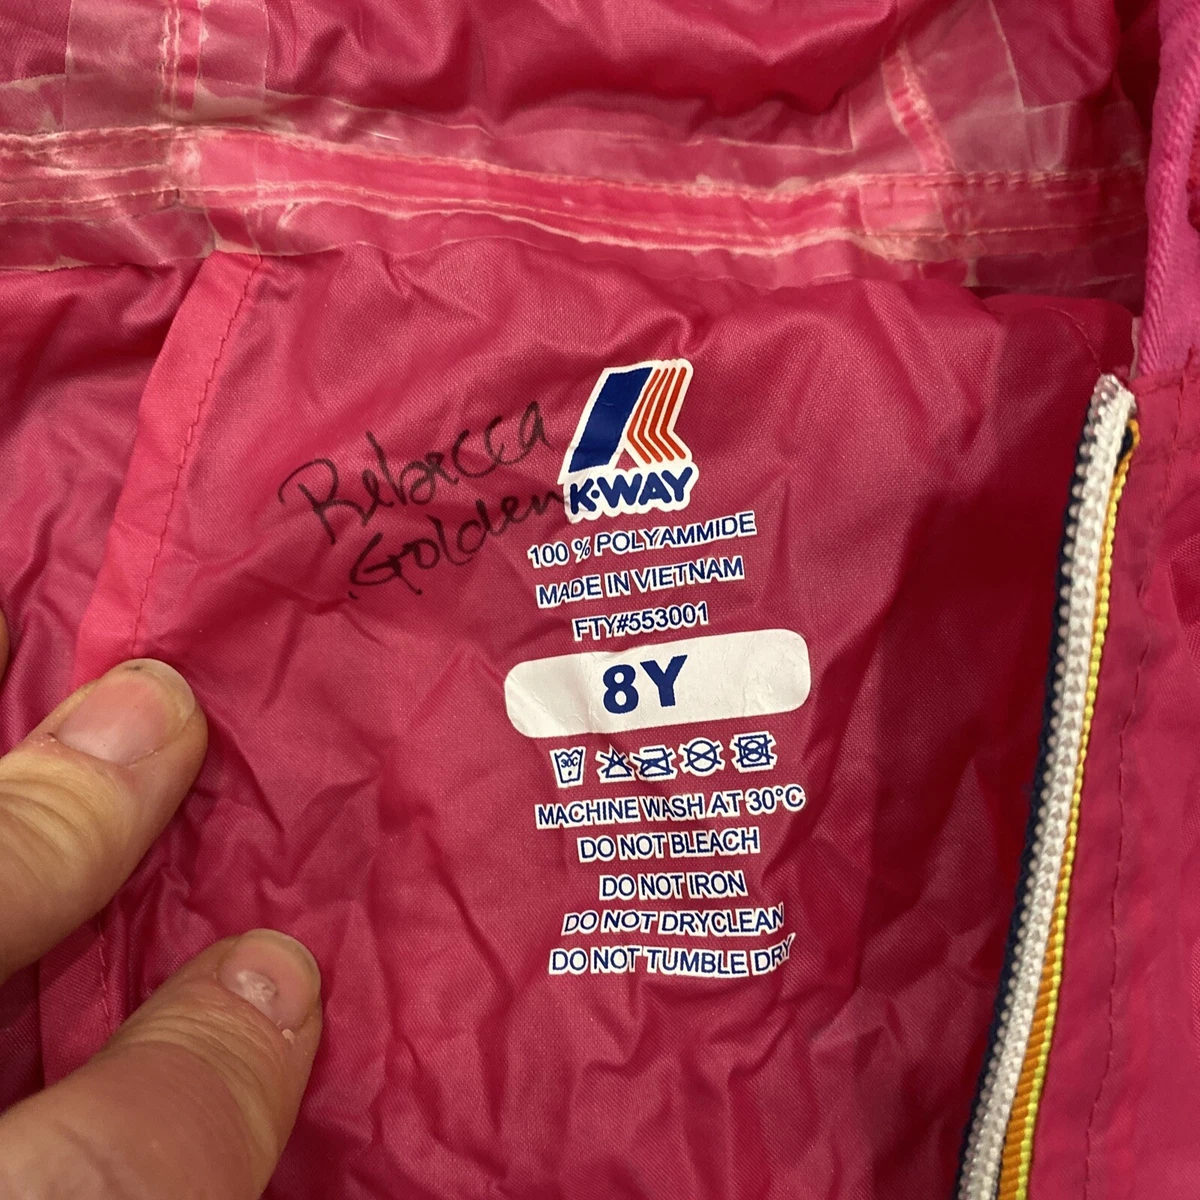 Rebecca
Golden
K·WAY
100 % POLYAMMIDE
MADE IN VIETNAM
FTY#553001
8Y
30C
MACHINE WASH AT 30°C
DO NOT BLEACH
DO NOT IRON
DO NOT DRYCLEAN
DO NOT TUMBLE DRY